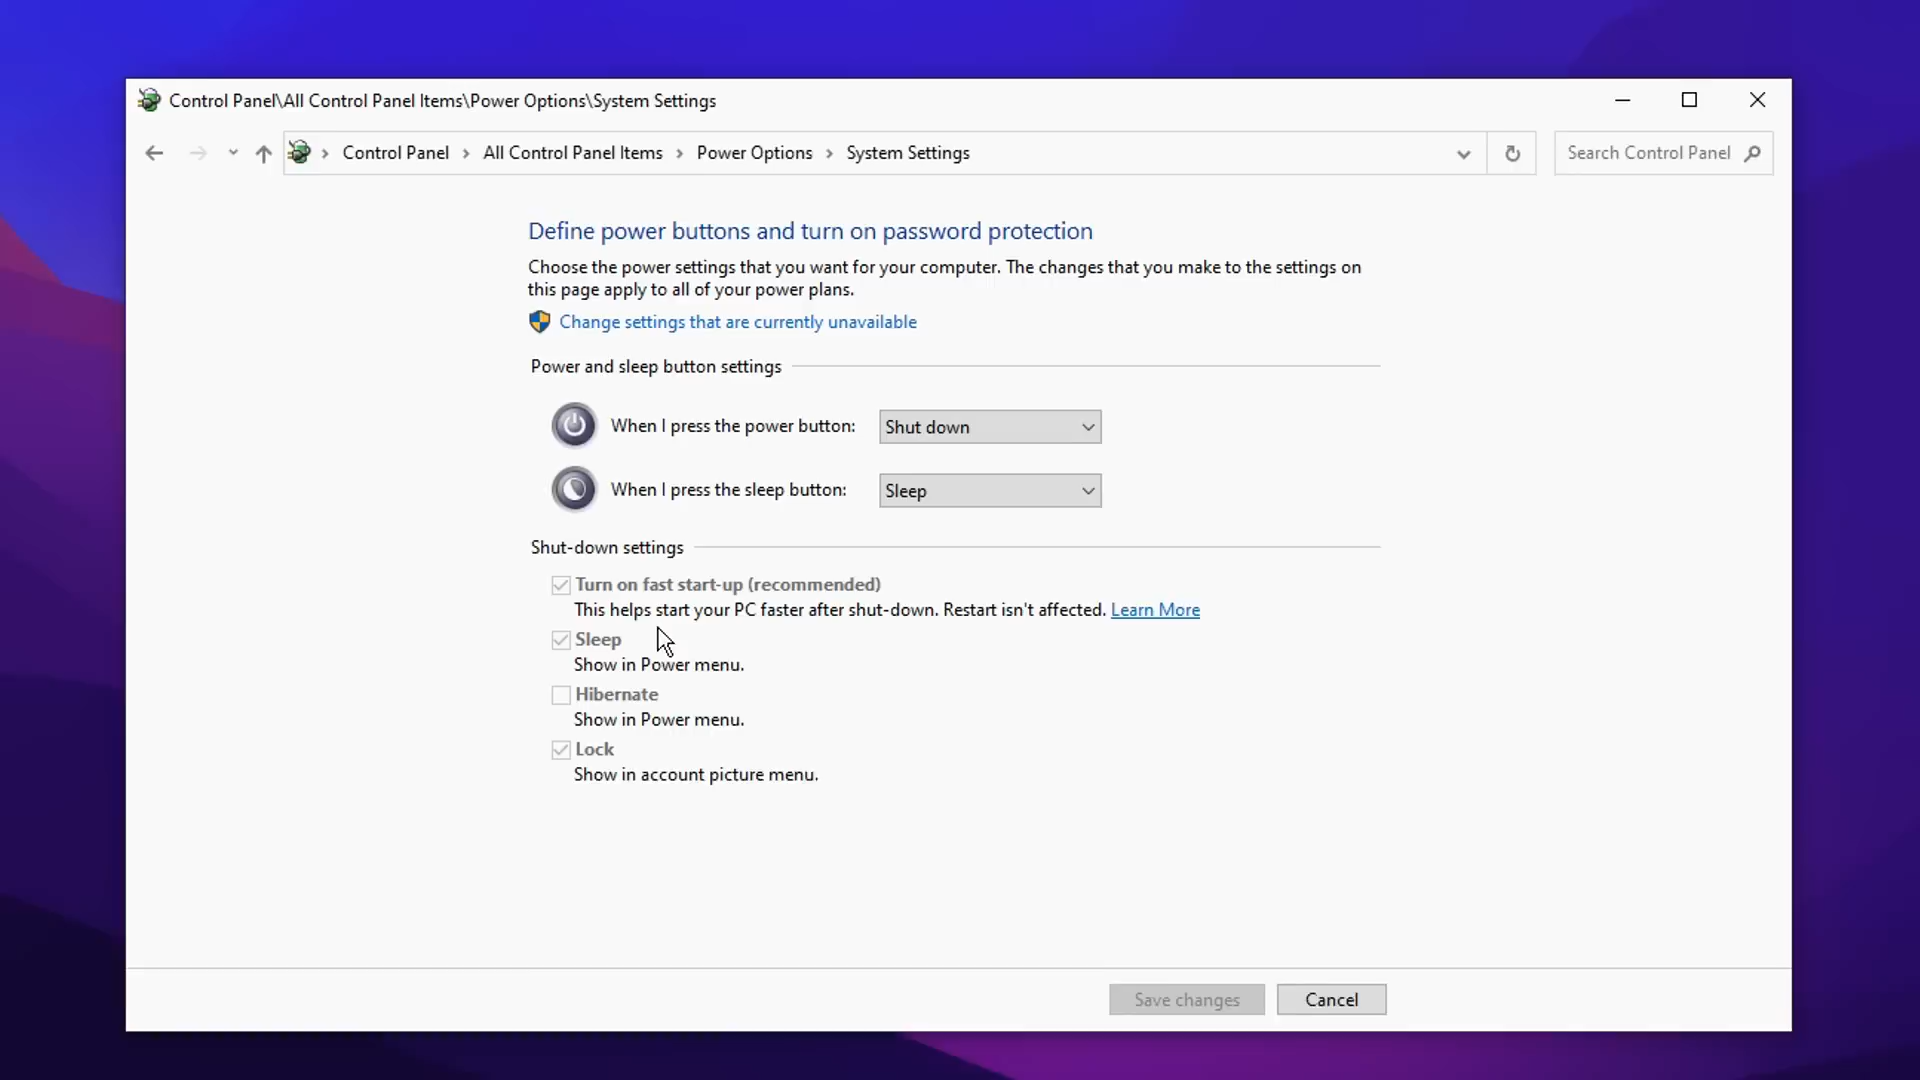 Control Panel\All Control Panel Items\Power Options\System Settings
Control Panel All Control Panel Items Power Options System Settings
Search Control Panel
Define power buttons and turn on password protection
Choose the power settings that you want for your computer. The changes that you make to the settings on
this page apply to all of your power plans.
Change settings that are currently unavailable
Power and sleep button settings
When I press the power button: Shut down
When I press the sleep button: Sleep
Shut-down settings
Turn on fast start-up (recommended)
This helps start your PC faster after shut-down. Restart isn't affected. Learn More
Sleep
Show in Power menu.
Hibernate
Show in Power menu.
Lock
Show in account picture menu.
Save changes
Cancel